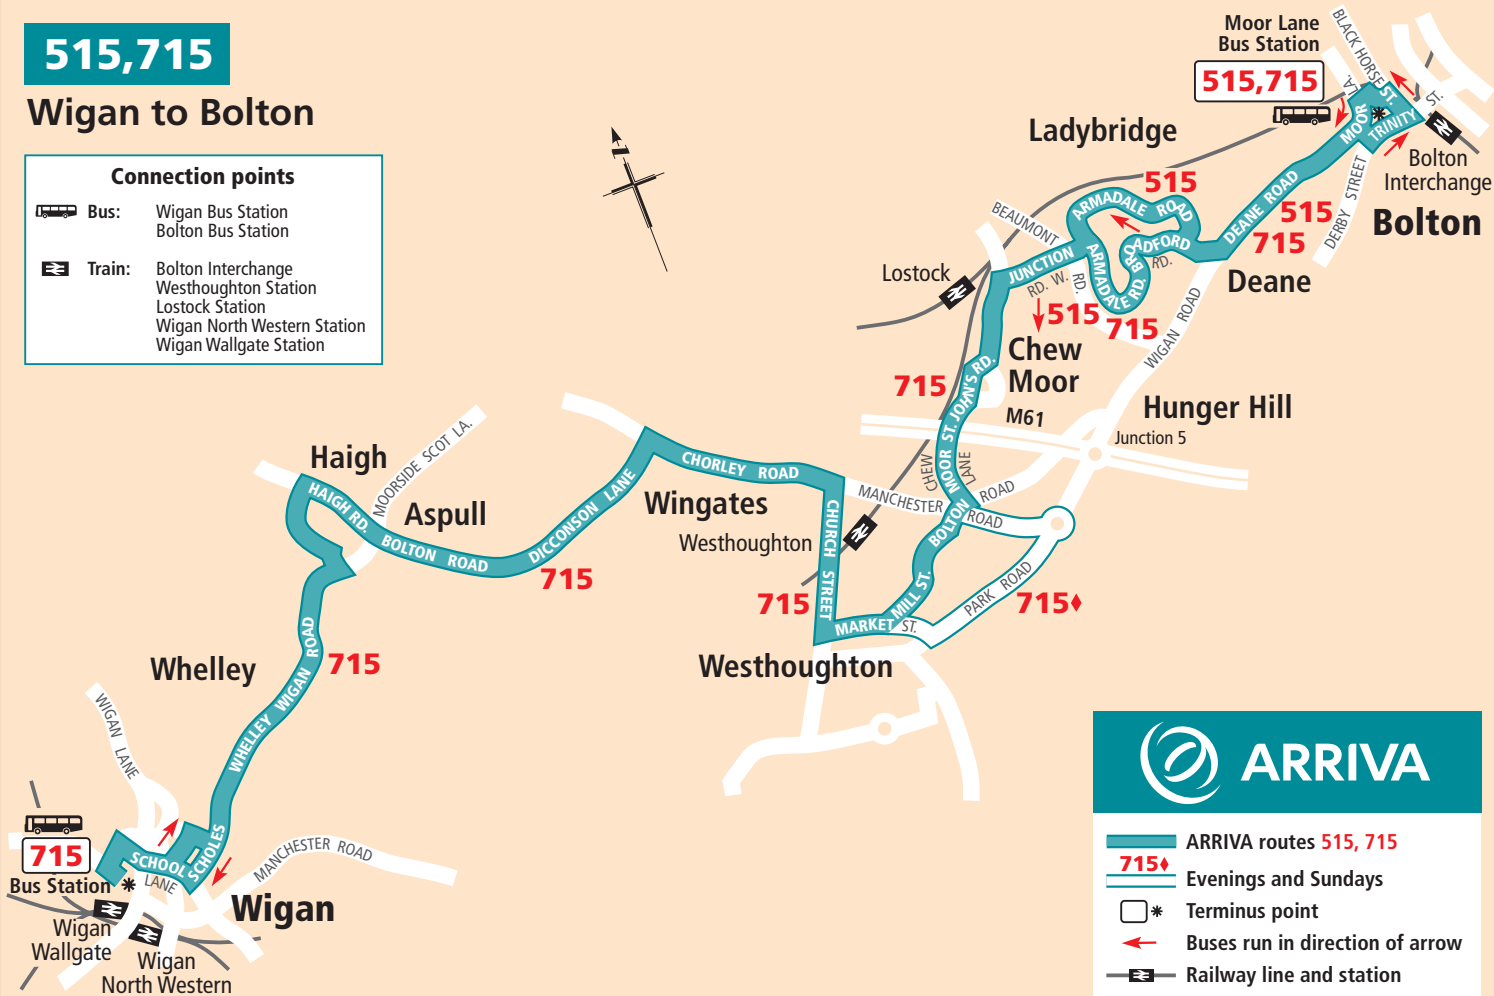 515,715
Wigan to Bolton
Connection points
Bus:
Wigan Bus Station
Bolton Bus Station
Train:
Bolton Interchange
Westhoughton Station
Lostock Station
Wigan North Western Station
Wigan Wallgate Station
Moor Lane
Bus Station
515,715
BLACK HORSE ST.
MOOR
LA.
TRINITY
ST.
Bolton
Interchange
Bolton
DERBY STREET
Ladybridge
515
ARMADALE ROAD
DEANE ROAD
515
715
Deane
BEAUMONT
RD.
JUNCTION
RD. W.
BROADFORD
RD.
ARMADALE RD.
515
715
WIGAN ROAD
Lostock
Chew
Moor
715
ST. JOHN'S RD.
M61
Hunger Hill
Junction 5
CHEW
MOOR
LANE
MANCHESTER
ROAD
BOLTON
ROAD
MILL ST.
PARK ROAD
715♦
Haigh
HAIGH RD.
MOORSIDE SCOT LA.
Aspull
BOLTON ROAD
DICCONSON LANE
715
CHORLEY ROAD
Wingates
Westhoughton
CHURCH STREET
715
MARKET
ST.
Westhoughton
Whelley
715
WHELLEY WIGAN ROAD
WIGAN LANE
715
Bus Station
SCHOOL
LANE
SCHOLES
MANCHESTER ROAD
Wigan
Wigan
Wallgate
Wigan
North Western
ARRIVA
ARRIVA routes 515, 715
715♦
Evenings and Sundays
Terminus point
Buses run in direction of arrow
Railway line and station